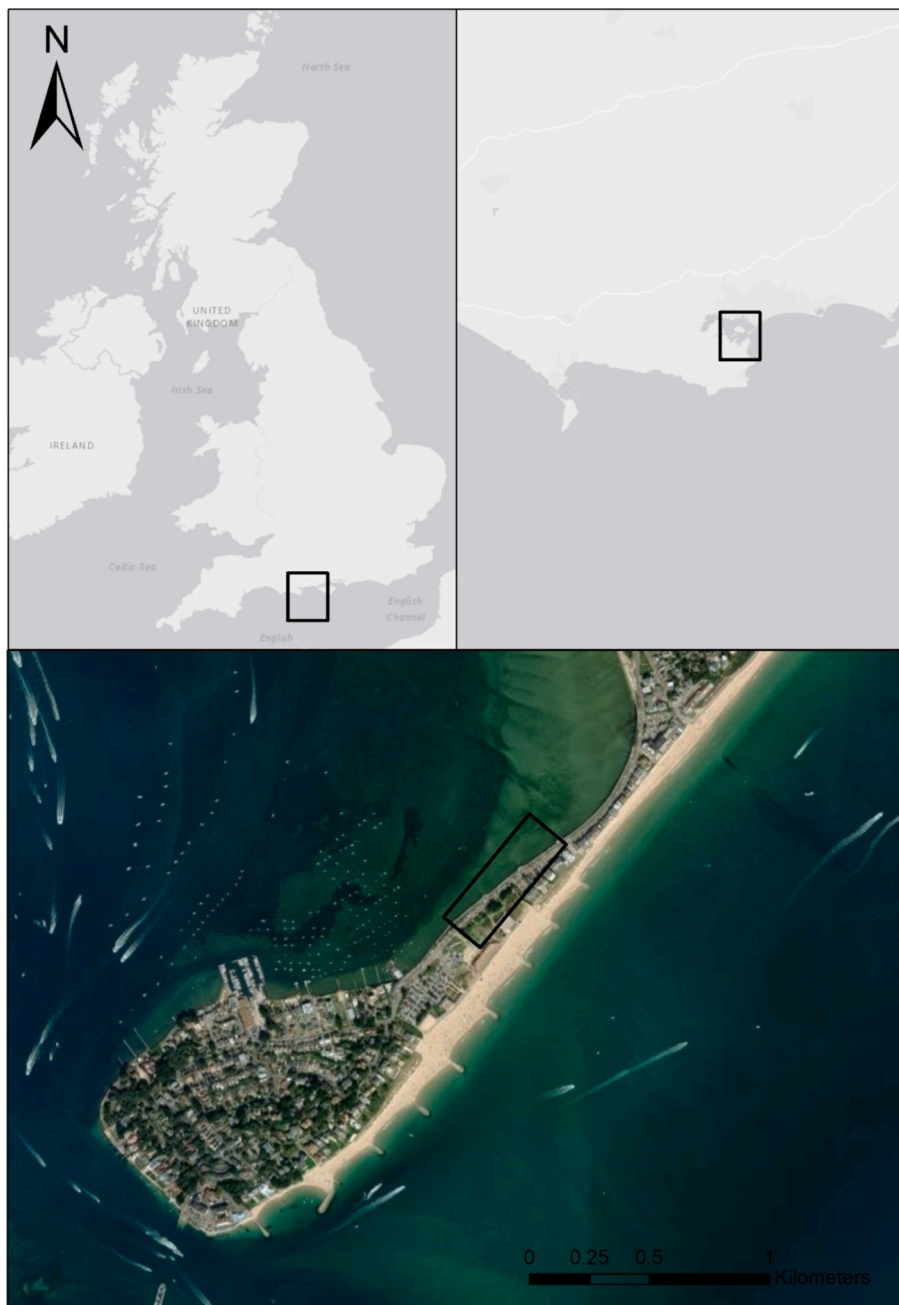 N
North Sea
UNITED
KINGDOM
Irish Sea
IRELAND
Celtic Sea
English
Channel
English
T
0 0.25 0.5 1
Kilometers